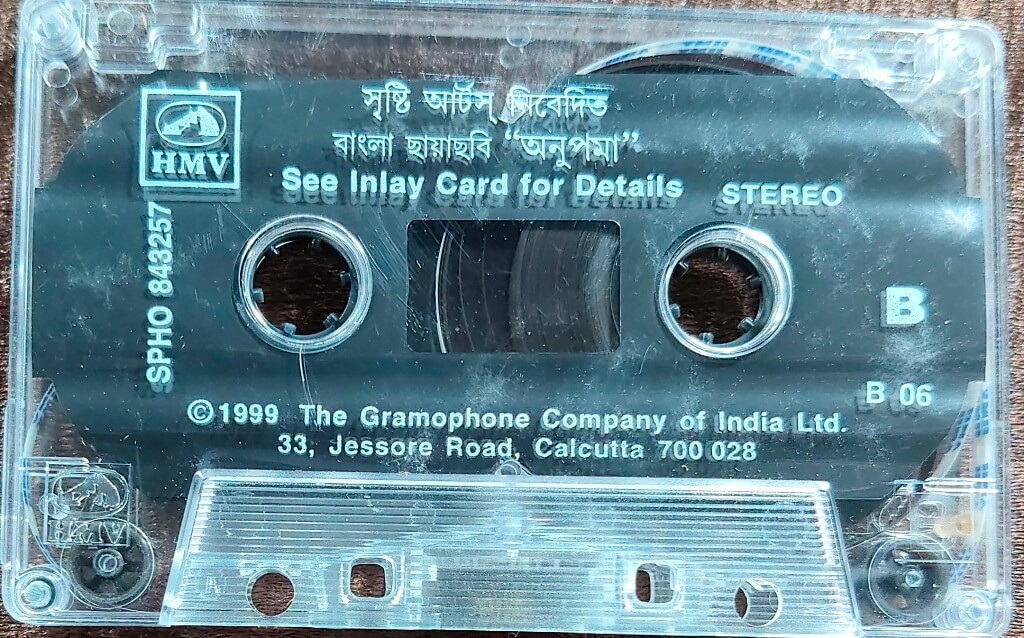 সৃষ্টি আর্টস্ নিবেদিত
বাংলা ছায়াছবি “অনুপমা”
HMV
See Inlay Card for Details
STEREO
SPHO 843257
B
B 06
©1999 The Gramophone Company of India Ltd.
33, Jessore Road, Calcutta 700 028
HMV
A